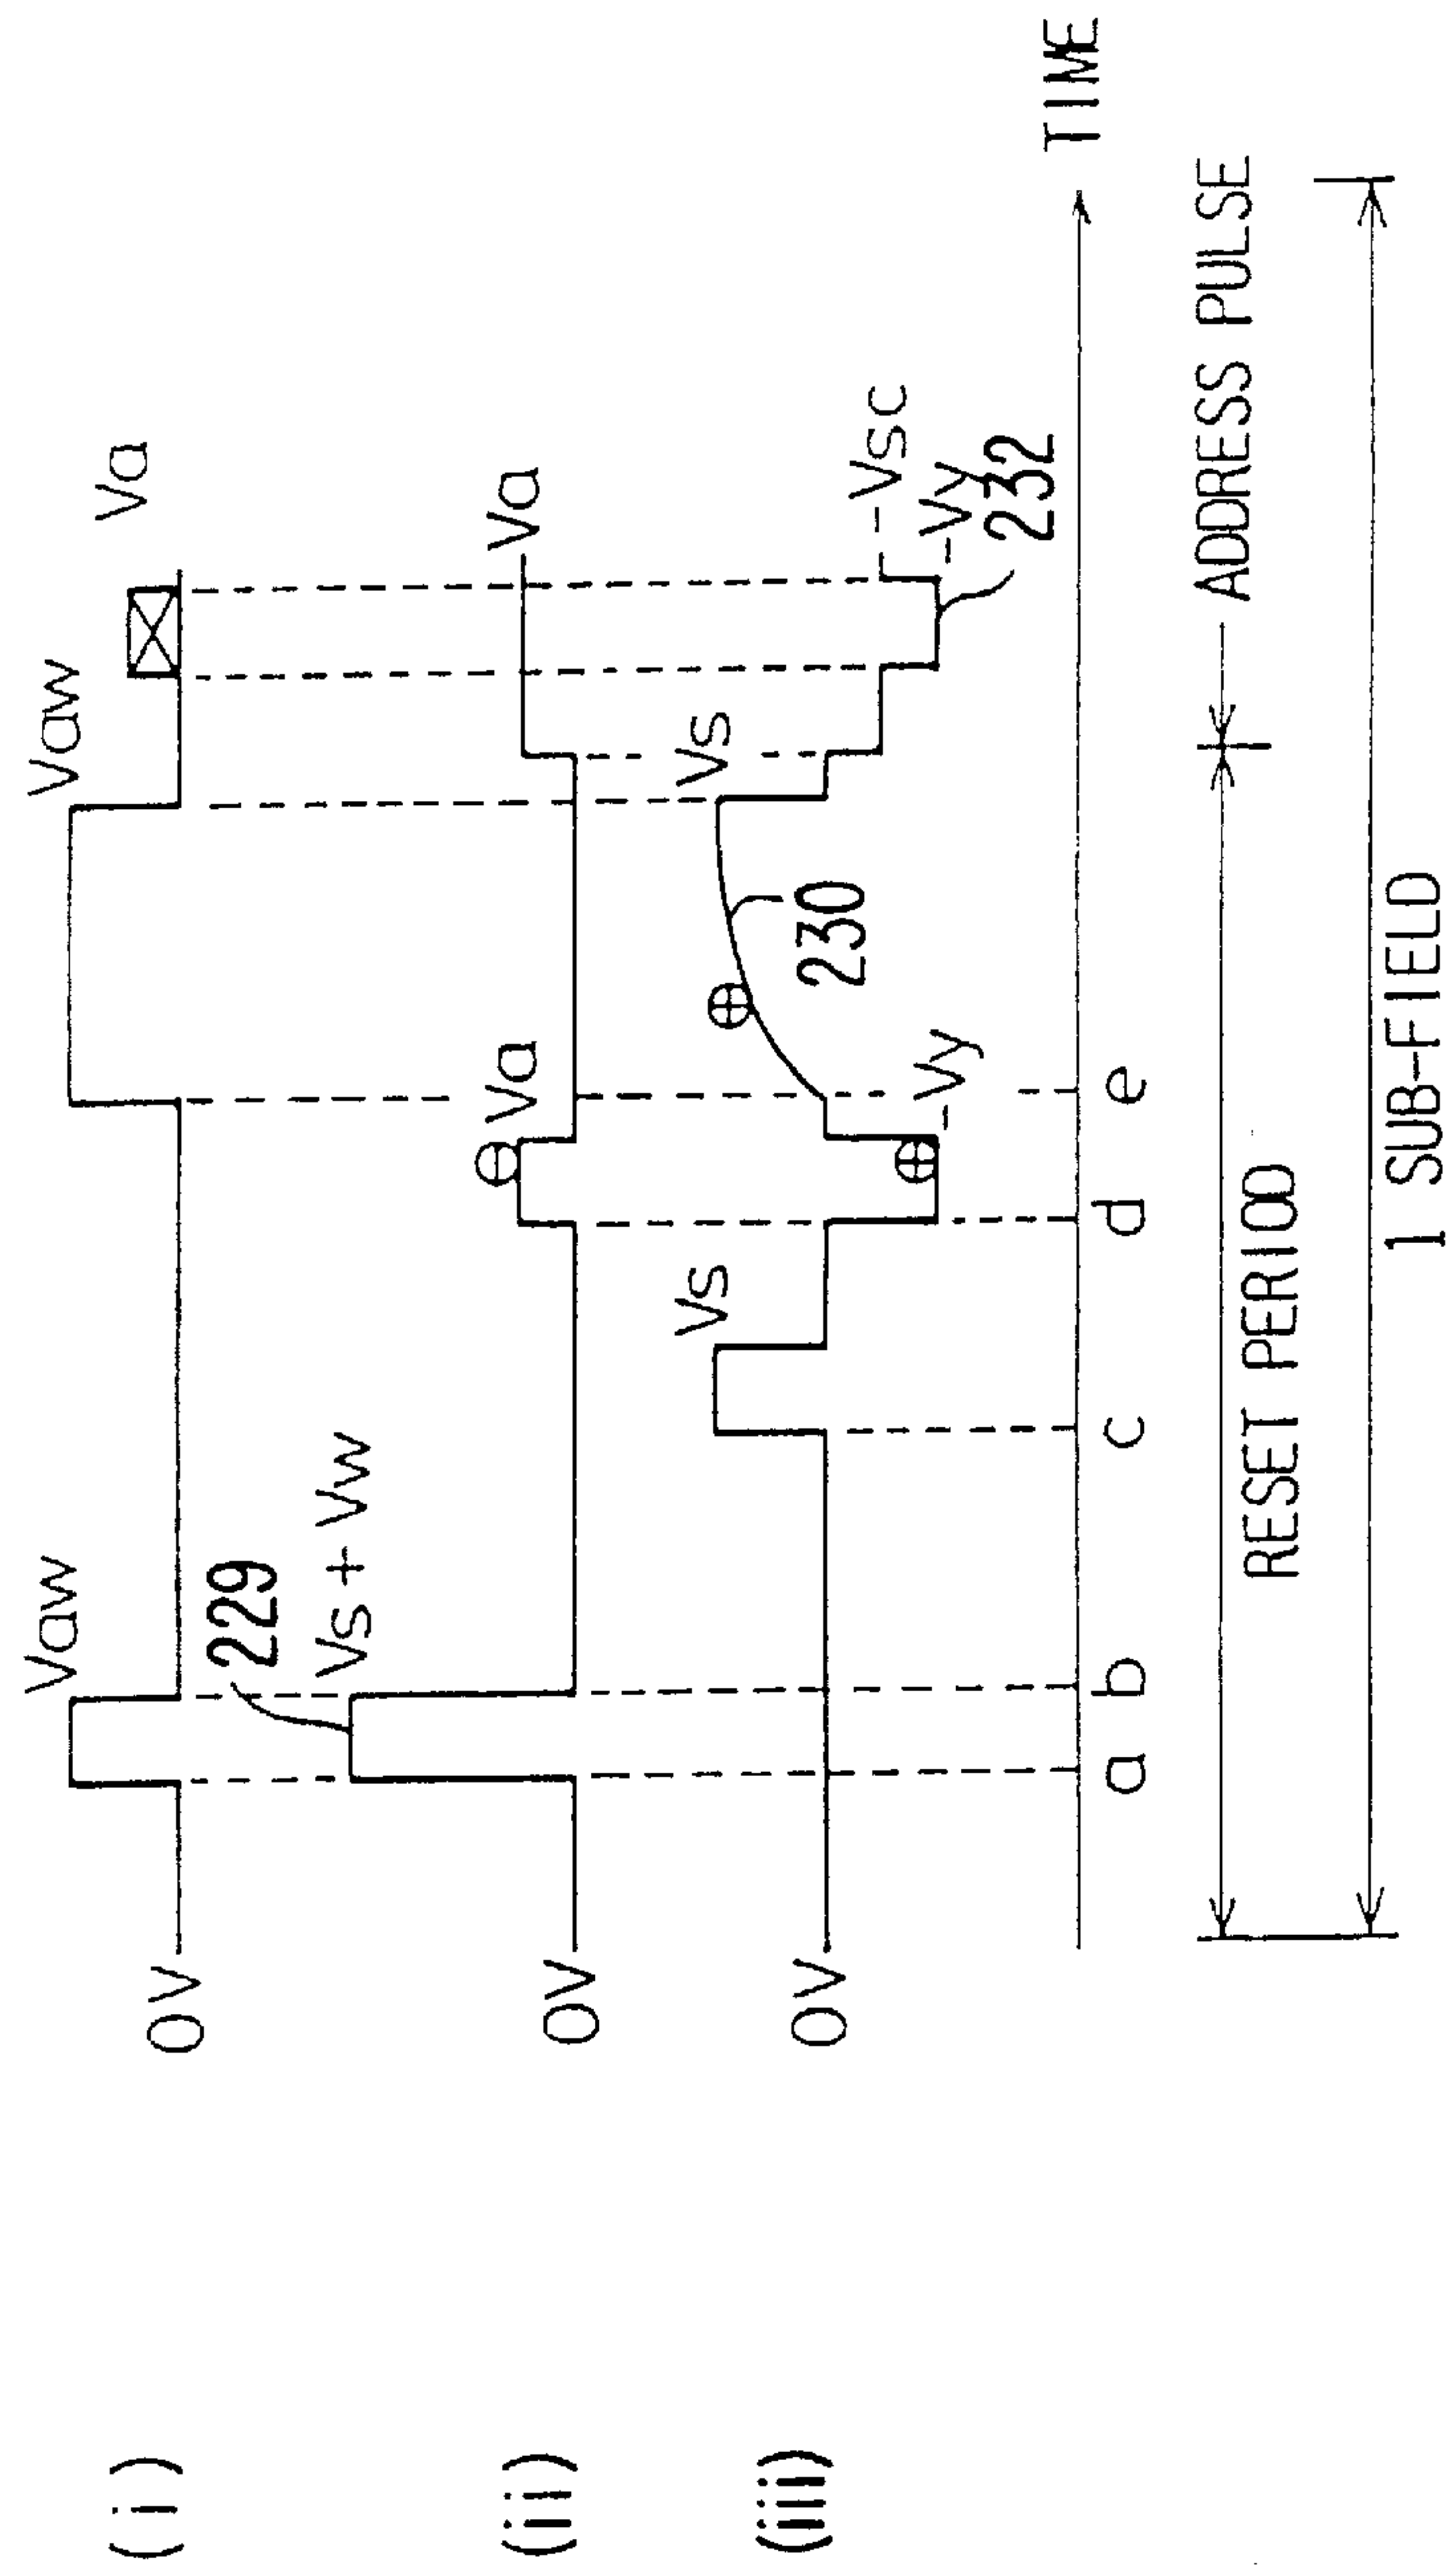 (i)
0V
Vaw
Vaw
Va
229
Vs + Vw
(ii)
0V
Va
Va
(iii)
0V
Vs
Vs
230
-Vy
-Vsc
-Vy
232
TIME
a
b
c
d
e
RESET PERIOD
ADDRESS PULSE
1 SUB-FIELD